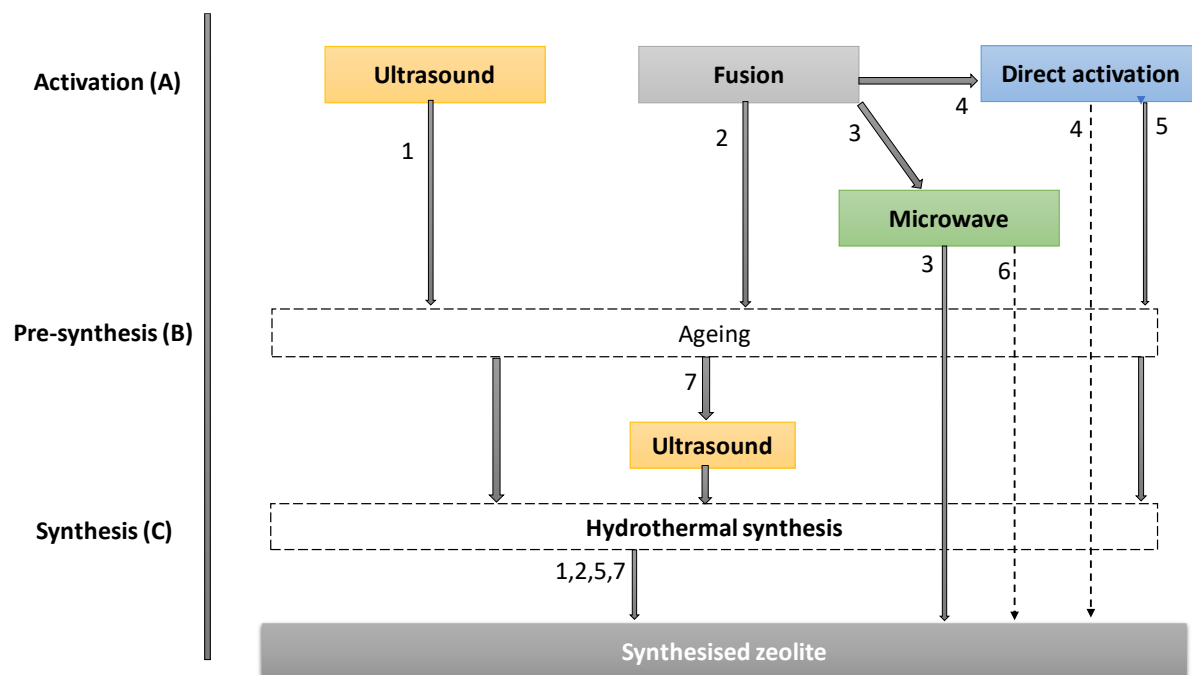 Activation (A)
Ultrasound
Fusion
Direct activation
1
2
3
4
4
5
Microwave
3
6
Pre-synthesis (B)
Ageing
7
Ultrasound
Synthesis (C)
Hydrothermal synthesis
1,2,5,7
Synthesised zeolite